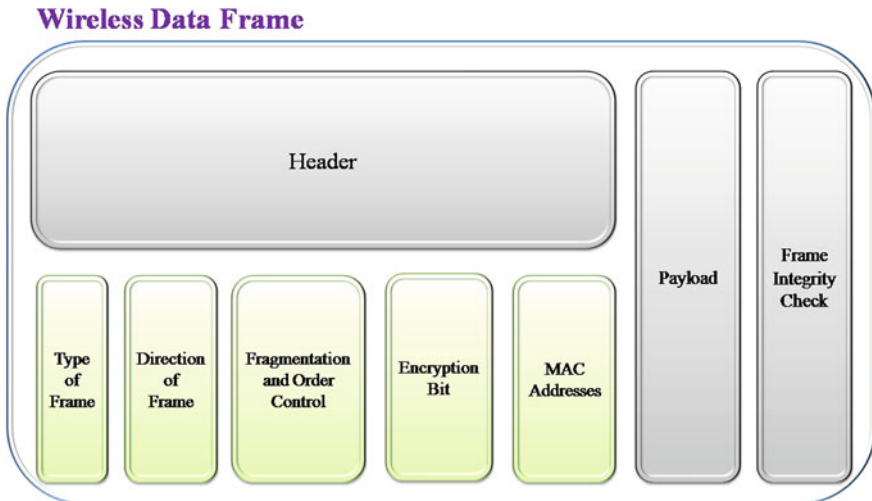 Wireless Data Frame
Header
Payload
Frame
Integrity
Check
Type
of
Frame
Direction
of
Frame
Fragmentation
and Order
Control
Encryption
Bit
MAC
Addresses